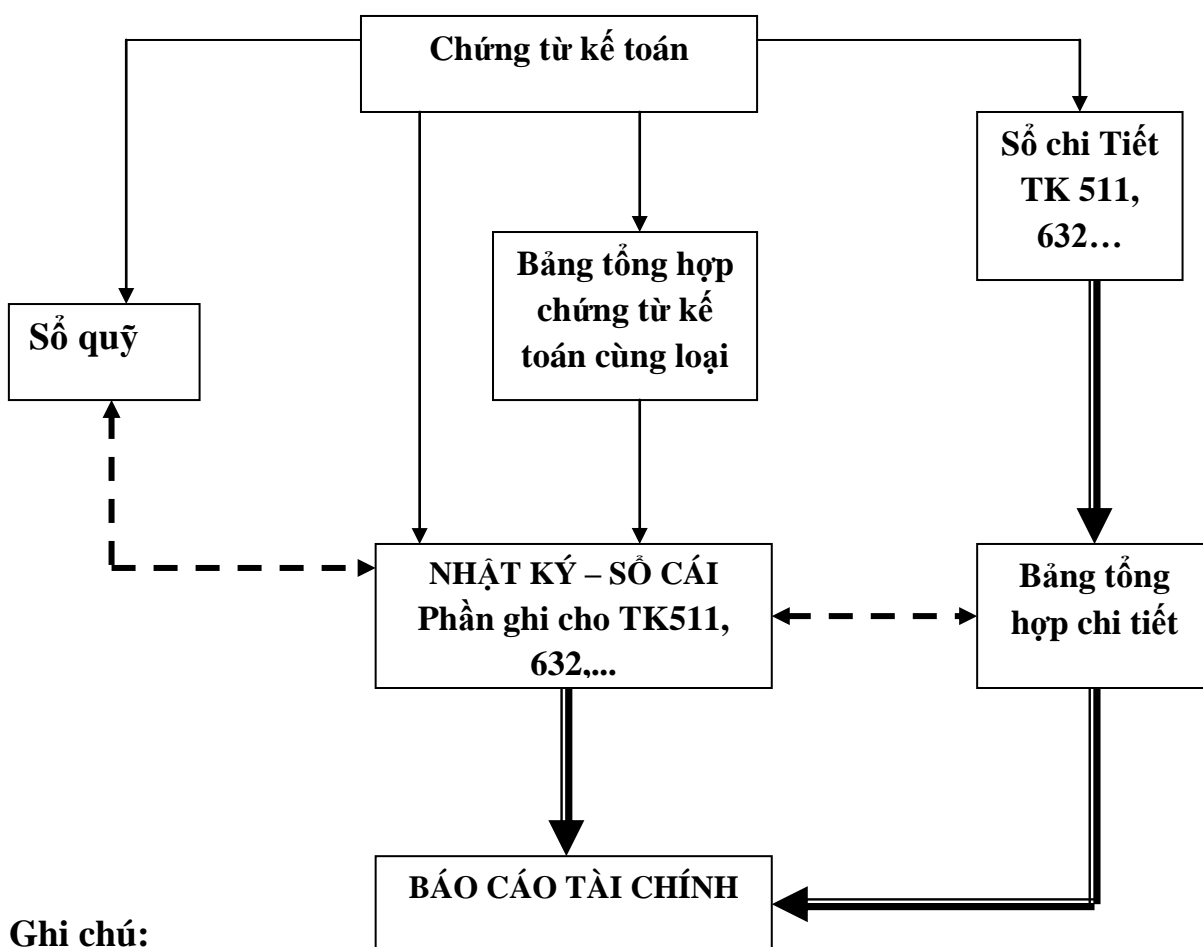 Chứng từ kế toán
Sổ chi Tiết
TK 511,
632…
Bảng tổng hợp
chứng từ kế
toán cùng loại
Sổ quỹ
NHẬT KÝ – SỔ CÁI
Phần ghi cho TK511,
632,...
Bảng tổng
hợp chi tiết
BÁO CÁO TÀI CHÍNH
Ghi chú: